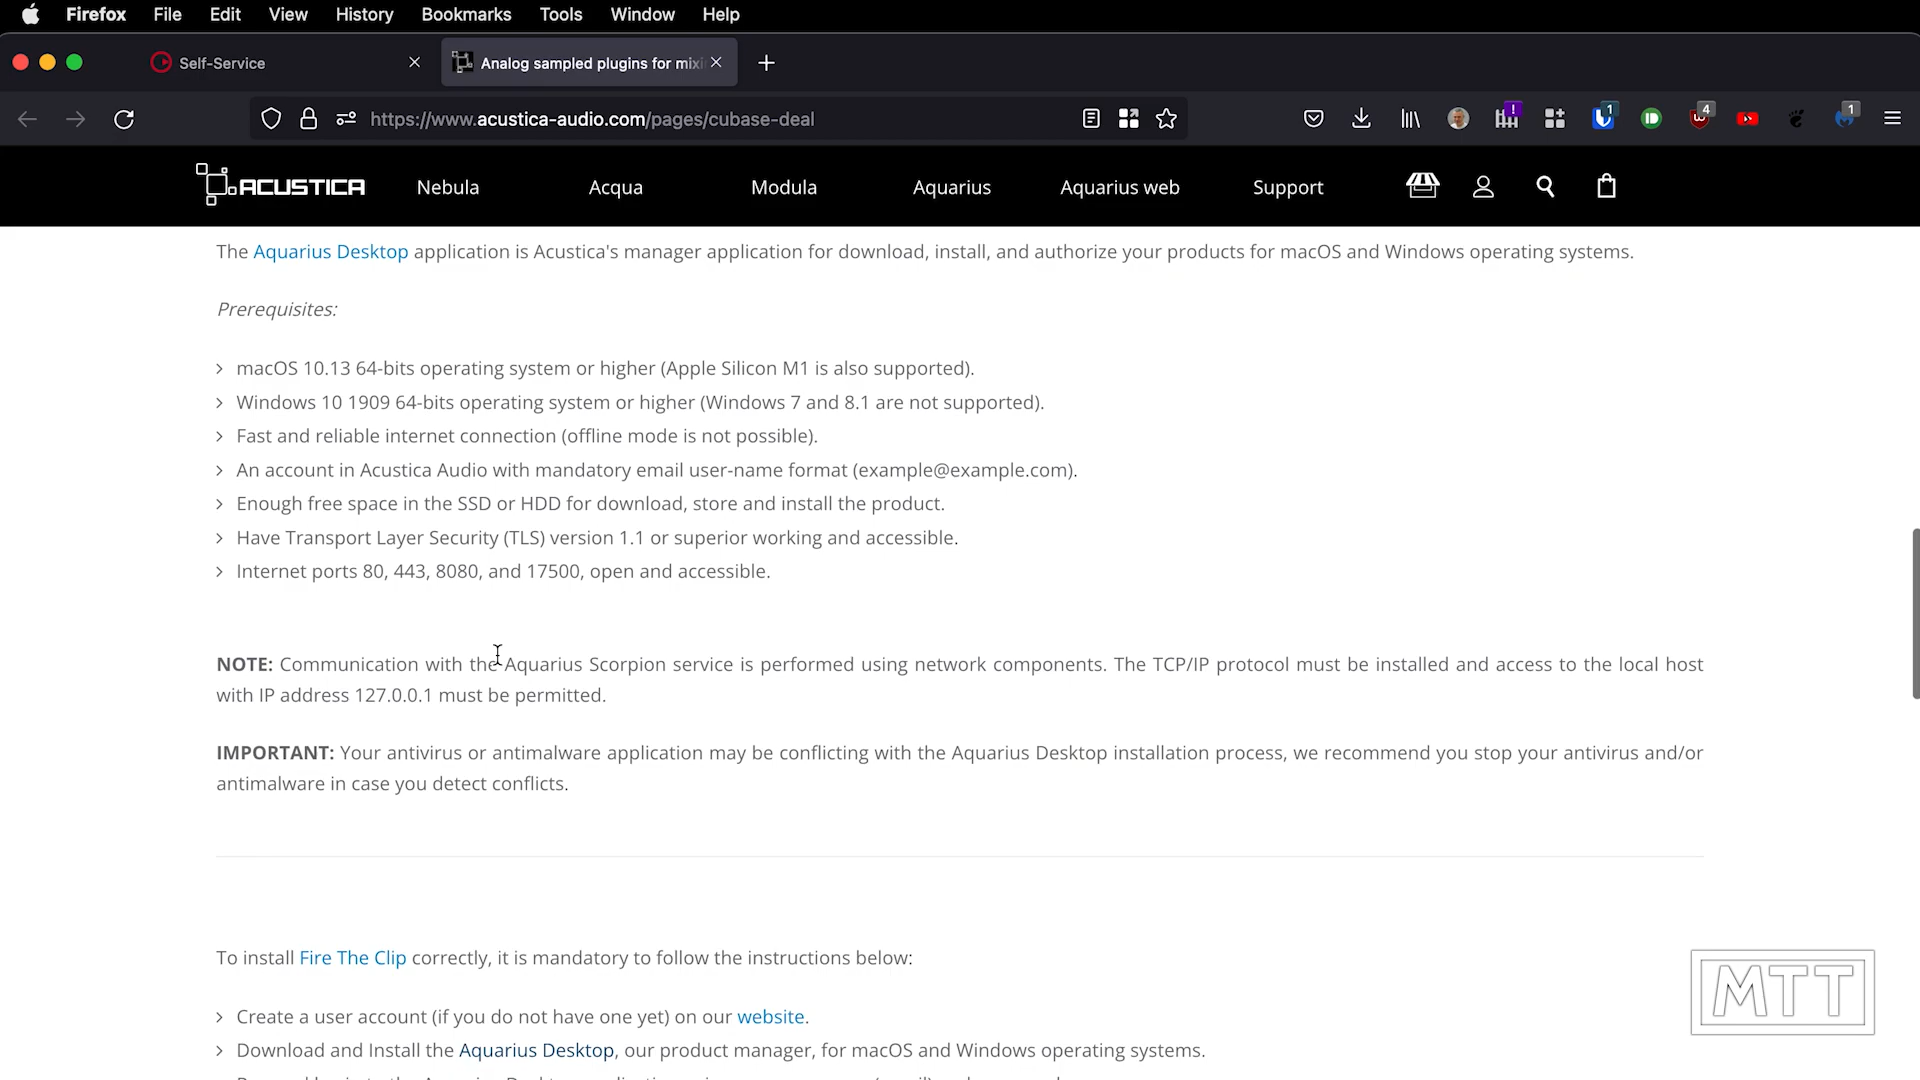 Firefox File Edit View History Bookmarks Tools Window Help
Self-Service
Analog sampled plugins for mixi
https://www.acustica-audio.com/pages/cubase-deal
! 1 4 1
ACUSTICA Nebula Acqua Modula Aquarius Aquarius web Support
The Aquarius Desktop application is Acustica's manager application for download, install, and authorize your products for macOS and Windows operating systems.
Prerequisites:
macOS 10.13 64-bits operating system or higher (Apple Silicon M1 is also supported).
Windows 10 1909 64-bits operating system or higher (Windows 7 and 8.1 are not supported).
Fast and reliable internet connection (offline mode is not possible).
An account in Acustica Audio with mandatory email user-name format (example@example.com).
Enough free space in the SSD or HDD for download, store and install the product.
Have Transport Layer Security (TLS) version 1.1 or superior working and accessible.
Internet ports 80, 443, 8080, and 17500, open and accessible.
NOTE: Communication with the Aquarius Scorpion service is performed using network components. The TCP/IP protocol must be installed and access to the local host
with IP address 127.0.0.1 must be permitted.
IMPORTANT: Your antivirus or antimalware application may be conflicting with the Aquarius Desktop installation process, we recommend you stop your antivirus and/or
antimalware in case you detect conflicts.
To install Fire The Clip correctly, it is mandatory to follow the instructions below:
Create a user account (if you do not have one yet) on our website.
Download and Install the Aquarius Desktop, our product manager, for macOS and Windows operating systems.
MTT